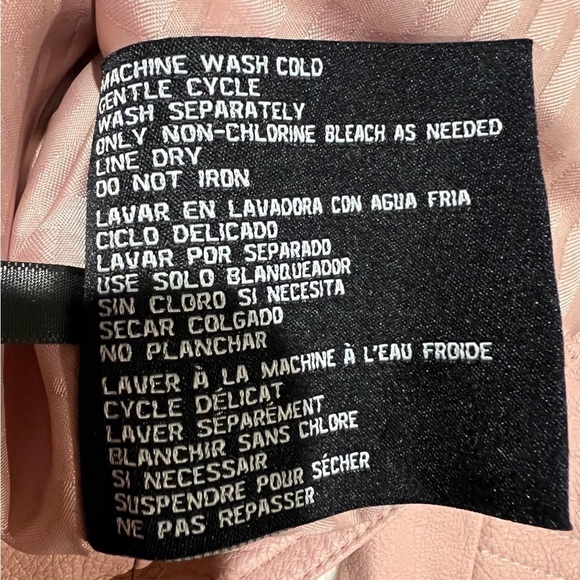 MACHINE WASH COLD
GENTLE CYCLE
WASH SEPARATELY
ONLY NON-CHLORINE BLEACH AS NEEDED
LINE DRY
DO NOT IRON
LAVAR EN LAVADORA CON AGUA FRIA
CICLO DELICADO
LAVAR POR SEPARADO
USE SOLO BLANQUEADOR
SIN CLORO SI NECESITA
SECAR COLGADO
NO PLANCHAR
LAVER À LA MACHINE À L'EAU FROIDE
CYCLE DÉLICAT
LAVER SÉPARÉMENT
BLANCHIR SANS CHLORE
SI NECESSAIR
SUSPENDRE POUR SÉCHER
NE PAS REPASSER